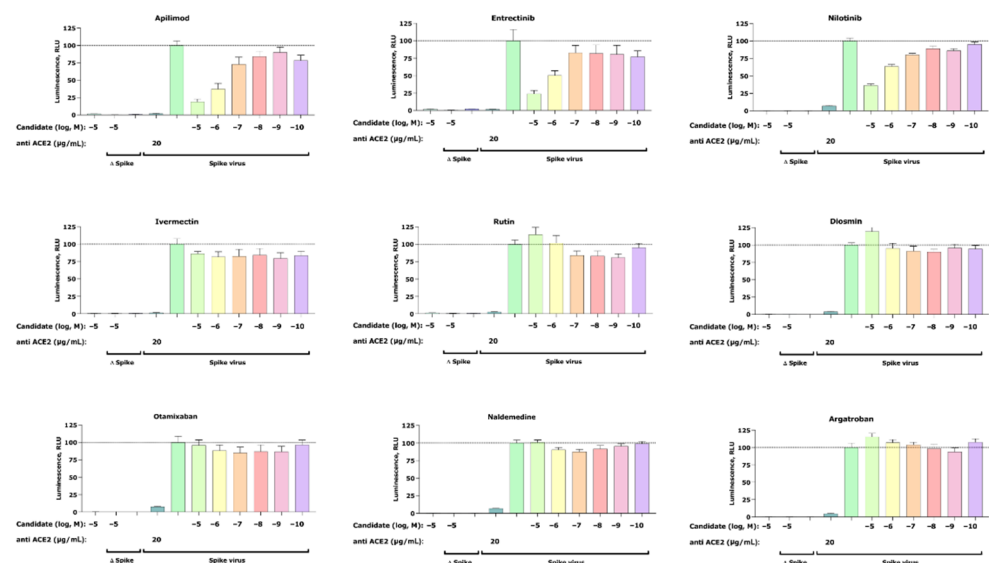 Apilimod
Luminescence, RLU
125
100
75
50
25
0
Candidate (log, M): −5 −5 −5 −6 −7 −8 −9 −10
anti ACE2 (µg/mL): 20
Δ Spike Spike virus
Entrectinib
Luminescence, RLU
125
100
75
50
25
0
Candidate (log, M): −5 −5 −5 −6 −7 −8 −9 −10
anti ACE2 (µg/mL): 20
Δ Spike Spike virus
Nilotinib
Luminescence, RLU
125
100
75
50
25
0
Candidate (log, M): −5 −5 −5 −6 −7 −8 −9 −10
anti ACE2 (µg/mL): 20
Δ Spike Spike virus
Ivermectin
Luminescence, RLU
125
100
75
50
25
0
Candidate (log, M): −5 −5 −5 −6 −7 −8 −9 −10
anti ACE2 (µg/mL): 20
Δ Spike Spike virus
Rutin
Luminescence, RLU
125
100
75
50
25
0
Candidate (log, M): −5 −5 −5 −6 −7 −8 −9 −10
anti ACE2 (µg/mL): 20
Δ Spike Spike virus
Diosmin
Luminescence, RLU
125
100
75
50
25
0
Candidate (log, M): −5 −5 −5 −6 −7 −8 −9 −10
anti ACE2 (µg/mL): 20
Δ Spike Spike virus
Otamixaban
Luminescence, RLU
125
100
75
50
25
0
Candidate (log, M): −5 −5 −5 −6 −7 −8 −9 −10
anti ACE2 (µg/mL): 20
Δ Spike Spike virus
Naldemedine
Luminescence, RLU
125
100
75
50
25
0
Candidate (log, M): −5 −5 −5 −6 −7 −8 −9 −10
anti ACE2 (µg/mL): 20
Δ Spike Spike virus
Argatroban
Luminescence, RLU
125
100
75
50
25
0
Candidate (log, M): −5 −5 −5 −6 −7 −8 −9 −10
anti ACE2 (µg/mL): 20
Δ Spike Spike virus